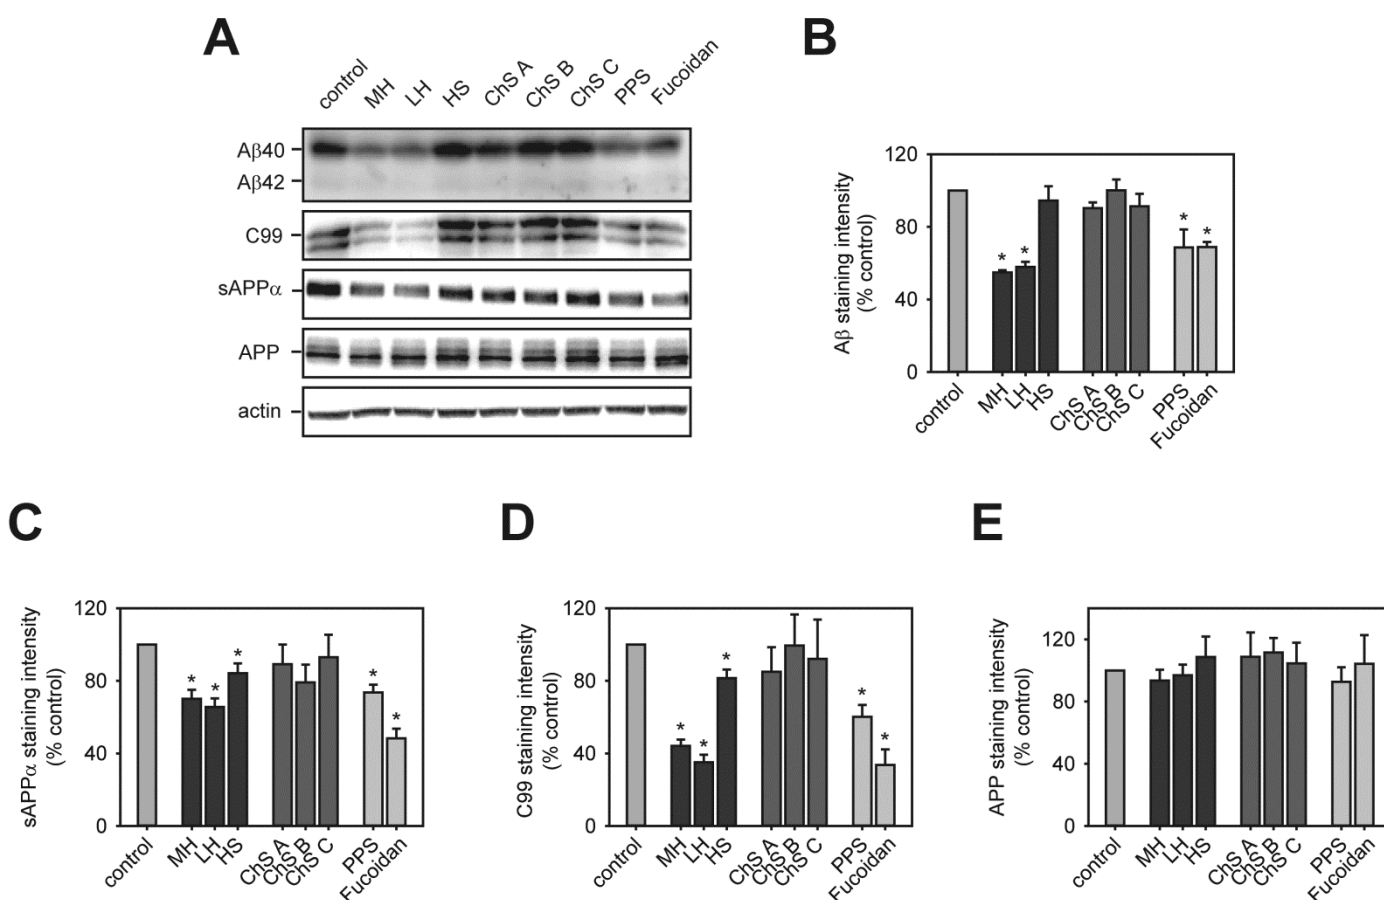 A
control MH LH HS ChS A ChS B ChS C PPS Fucoidan
Aβ40
Aβ42
C99
sAPPα
APP
actin
B
Aβ staining intensity
(% control)
120
80
40
0
* * * *
control MH LH HS ChS A ChS B ChS C PPS Fucoidan
C
sAPPα staining intensity
(% control)
120
80
40
0
* * * * *
control MH LH HS ChS A ChS B ChS C PPS Fucoidan
D
C99 staining intensity
(% control)
120
80
40
0
* * * * *
control MH LH HS ChS A ChS B ChS C PPS Fucoidan
E
APP staining intensity
(% control)
120
80
40
0
control MH LH HS ChS A ChS B ChS C PPS Fucoidan